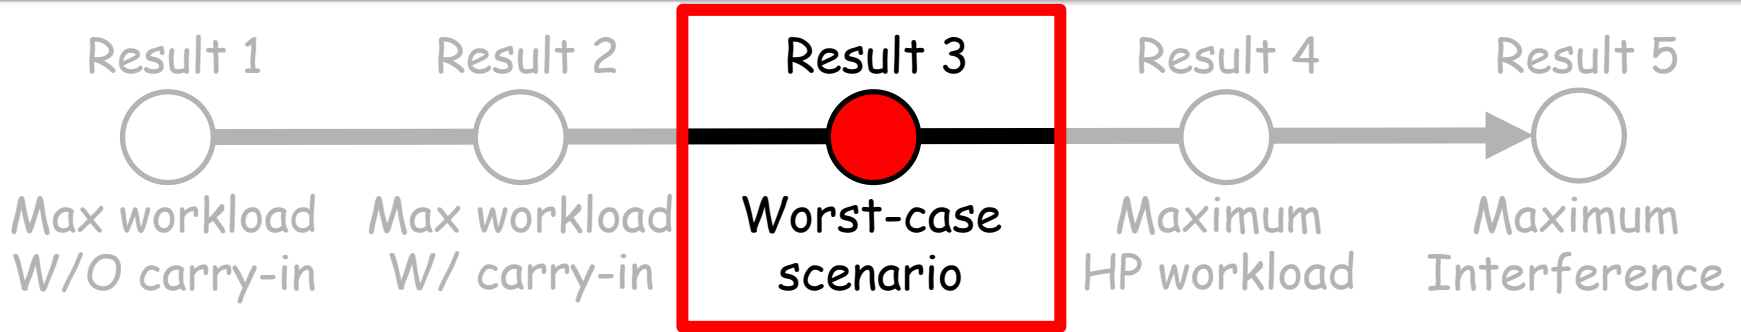 Result 1
Max workload
W/O carry-in
Result 2
Max workload
W/ carry-in
Result 3
Worst-case
scenario
Result 4
Maximum
HP workload
Result 5
Maximum
Interference